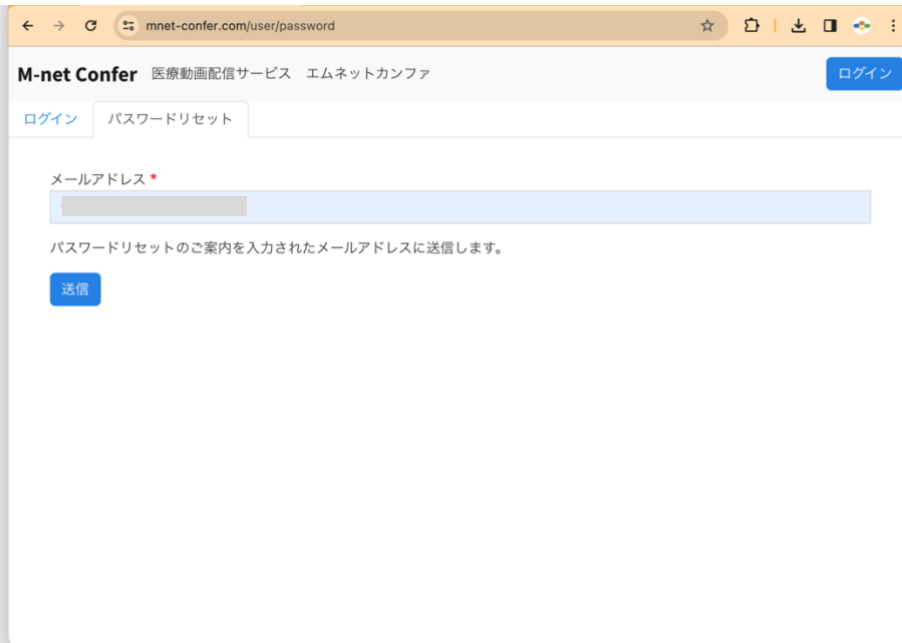 mnet-confer.com/user/password
M-net Confer 医療動画配信サービス エムネットカンファ ログイン
ログイン パスワードリセット
メールアドレス *
パスワードリセットのご案内を入力されたメールアドレスに送信します。
送信